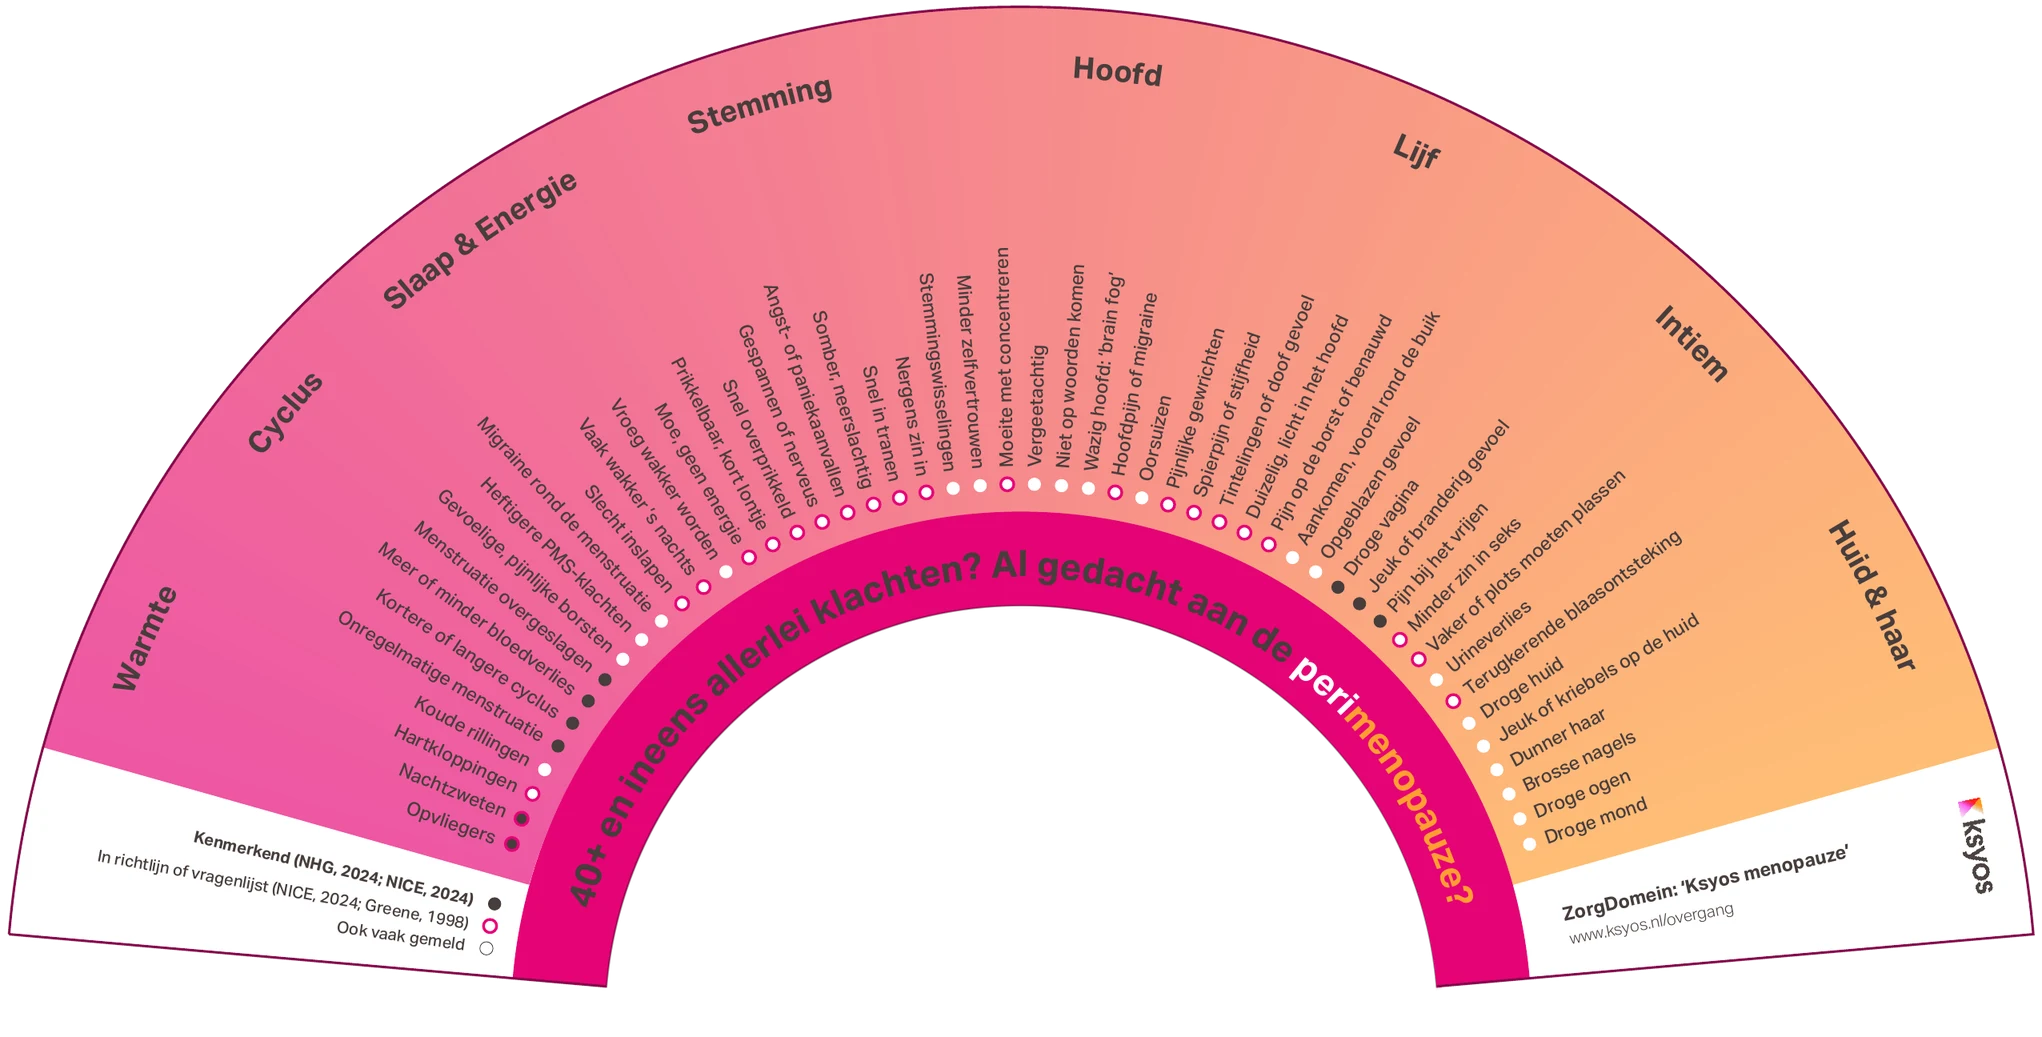 Warmte
Cyclus
Slaap & Energie
Stemming
Hoofd
Lijf
Intiem
Huid & haar
Opvliegers
Nachtzweten
Hartkloppingen
Koude rillingen
Onregelmatige menstruatie
Kortere of langere cyclus
Meer of minder bloedverlies
Menstruatie overgeslagen
Gevoelige, pijnlijke borsten
Heftigere PMS-klachten
Migraine rond de menstruatie
Slecht inslapen
Vaak wakker 's nachts
Vroeg wakker worden
Moe, geen energie
Prikkelbaar, kort lontje
Snel overprikkeld
Gespannen of nerveus
Angst- of paniekaanvallen
Somber, neerslachtig
Snel in tranen
Nergens zin in
Stemmingswisselingen
Minder zelfvertrouwen
Moeite met concentreren
Vergeetachtig
Niet op woorden komen
Wazig hoofd: 'brain fog'
Hoofdpijn of migraine
Oorsuizen
Pijnlijke gewrichten
Spierpijn of stijfheid
Tintelingen of doof gevoel
Duizelig, licht in het hoofd
Pijn op de borst of benauwd
Aankomen, vooral rond de buik
Opgeblazen gevoel
Droge vagina
Jeuk of branderig gevoel
Pijn bij het vrijen
Minder zin in seks
Vaker of plots moeten plassen
Urineverlies
Terugkerende blaasontsteking
Droge huid
Jeuk of kriebels op de huid
Dunner haar
Brosse nagels
Droge ogen
Droge mond
40+ en ineens allerlei klachten? Al gedacht aan de perimenopauze?
Kenmerkend (NHG, 2024; NICE, 2024)
In richtlijn of vragenlijst (NICE, 2024; Greene, 1998)
Ook vaak gemeld
ZorgDomein: 'Ksyos menopauze'
www.ksyos.nl/overgang
ksyos